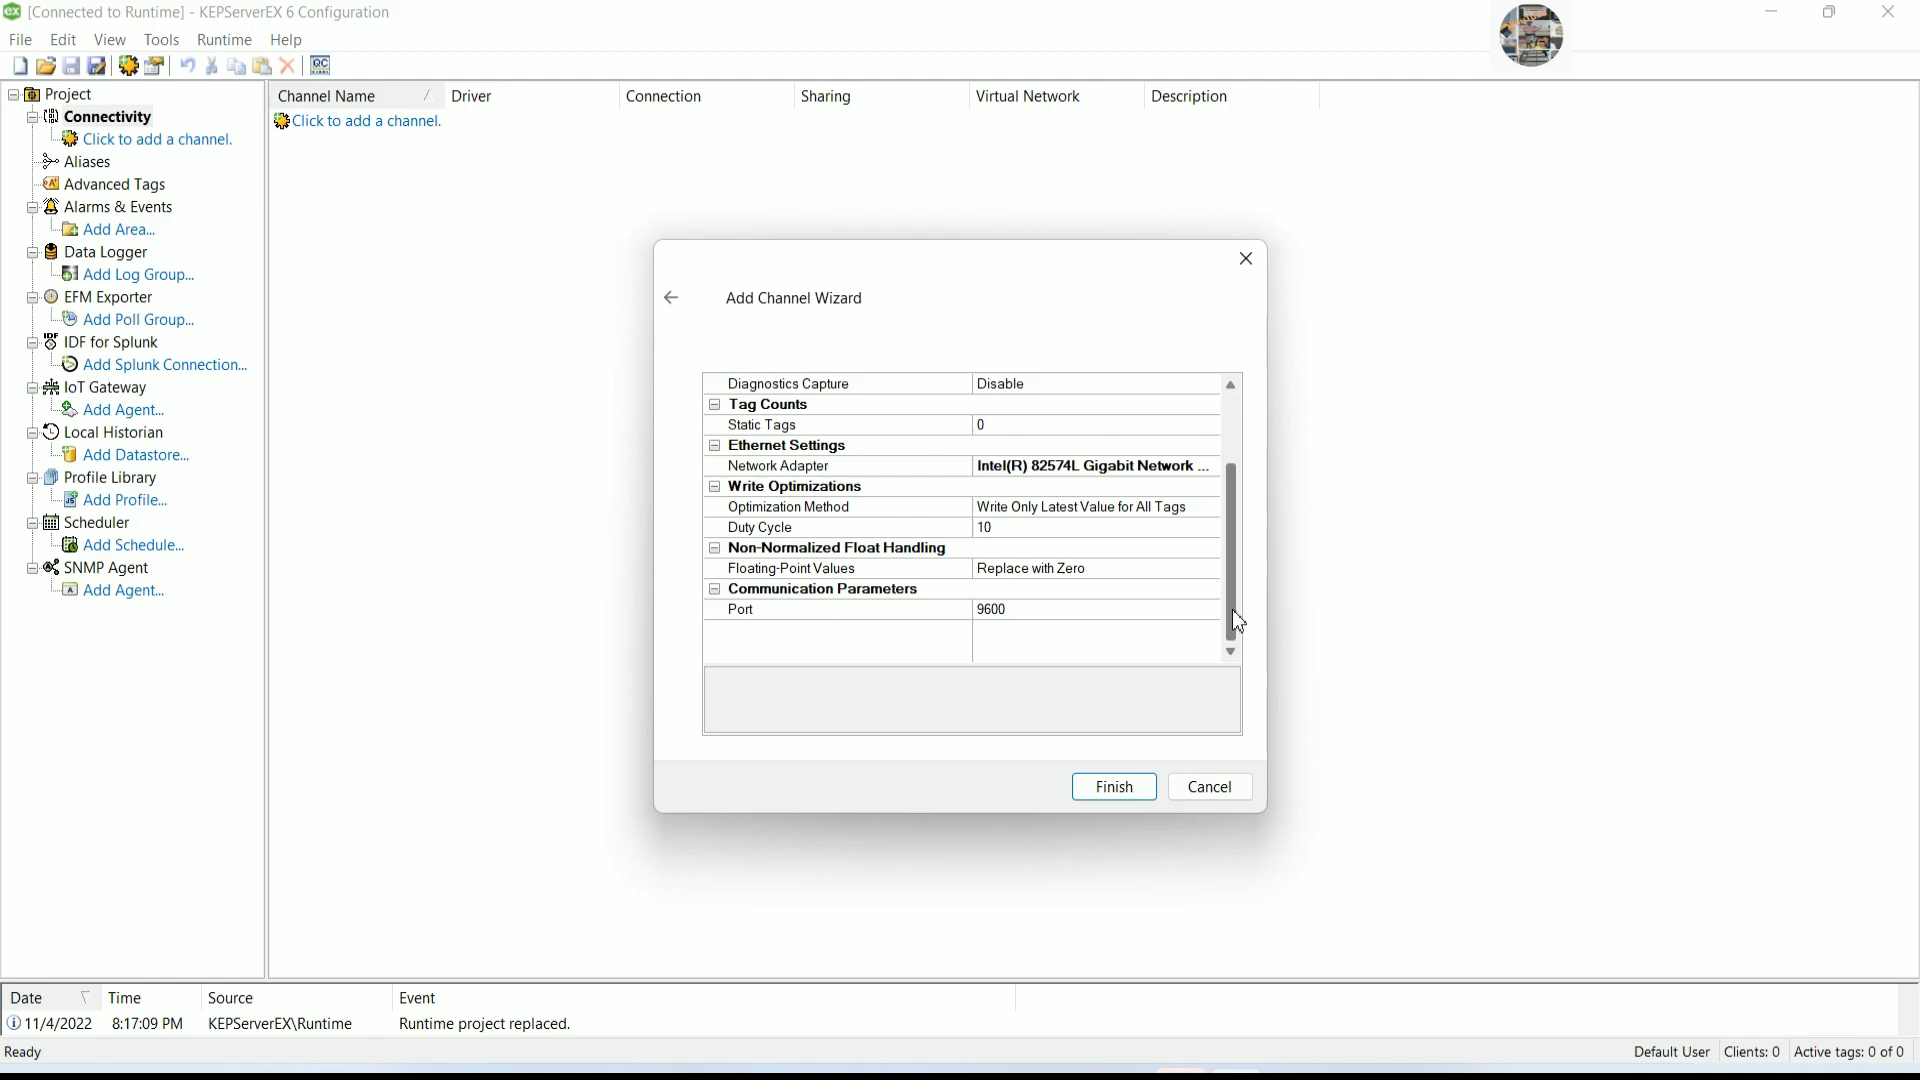 [Connected to Runtime] - KEPServerEX 6 Configuration
File Edit View Tools Runtime Help
Project
Connectivity
Click to add a channel.
Aliases
Advanced Tags
Alarms & Events
Add Area...
Data Logger
Add Log Group...
EFM Exporter
Add Poll Group...
IDF for Splunk
Add Splunk Connection...
IoT Gateway
Add Agent...
Local Historian
Add Datastore...
Profile Library
Add Profile...
Scheduler
Add Schedule...
SNMP Agent
Add Agent...
Channel Name Driver Connection Sharing Virtual Network Description
Click to add a channel.
Add Channel Wizard
Diagnostics Capture Disable
Tag Counts
Static Tags 0
Ethernet Settings
Network Adapter Intel(R) 82574L Gigabit Network ...
Write Optimizations
Optimization Method Write Only Latest Value for All Tags
Duty Cycle 10
Non-Normalized Float Handling
Floating-Point Values Replace with Zero
Communication Parameters
Port 9600
Finish Cancel
Date Time Source Event
11/4/2022 8:17:09 PM KEPServerEX\Runtime Runtime project replaced.
Ready Default User Clients: 0 Active tags: 0 of 0